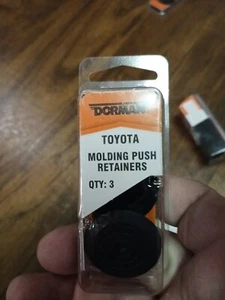 DORMAN
TOYOTA
MOLDING PUSH
RETAINERS
QTY: 3